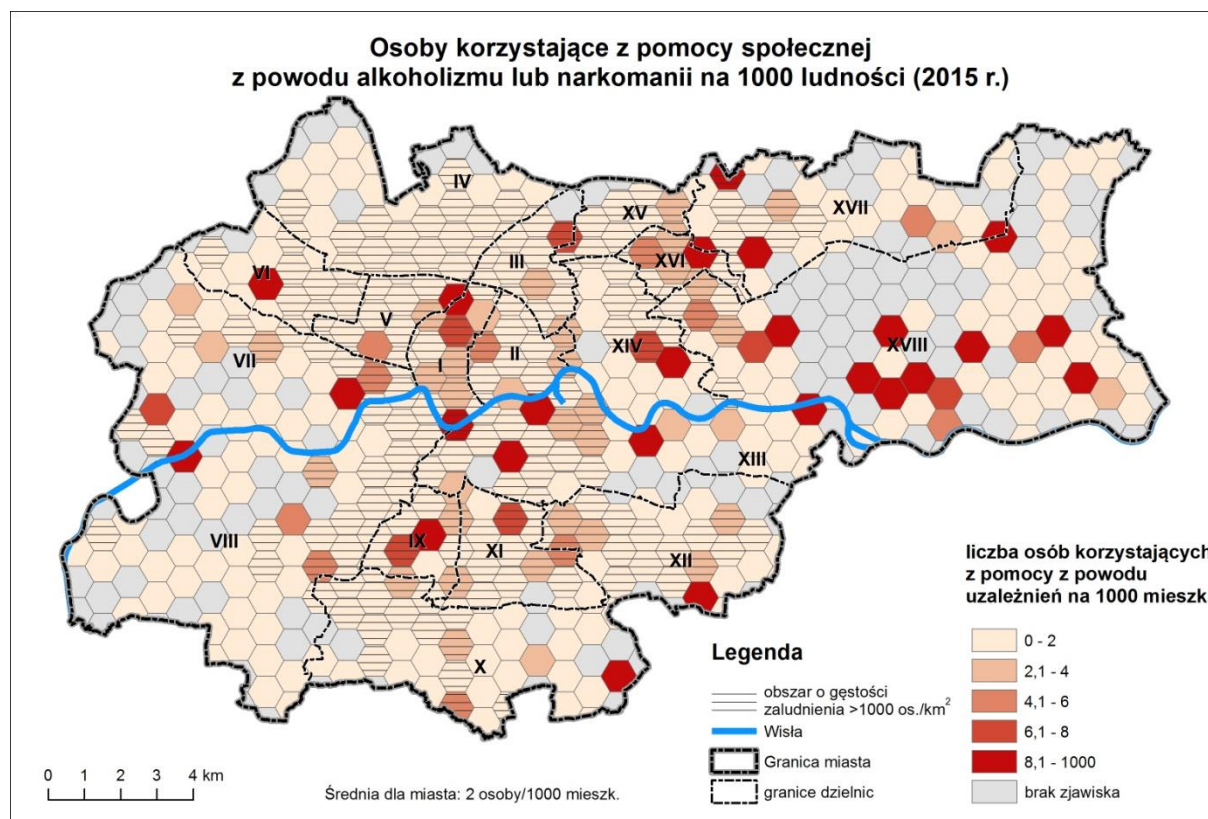 Osoby korzystające z pomocy społecznej
z powodu alkoholizmu lub narkomanii na 1000 ludności (2015 r.)
IV
XV
XVII
III
XVI
VI
V
VII
I
II
XIV
XVIII
XIII
VIII
IX
XI
XII
X
liczba osób korzystających
z pomocy z powodu
uzależnień na 1000 mieszk
0 - 2
2,1 - 4
4,1 - 6
6,1 - 8
8,1 - 1000
brak zjawiska
Legenda
obszar o gęstości
zaludnienia >1000 os./km²
Wisła
Granica miasta
granice dzielnic
0 1 2 3 4 km
Średnia dla miasta: 2 osoby/1000 mieszk.